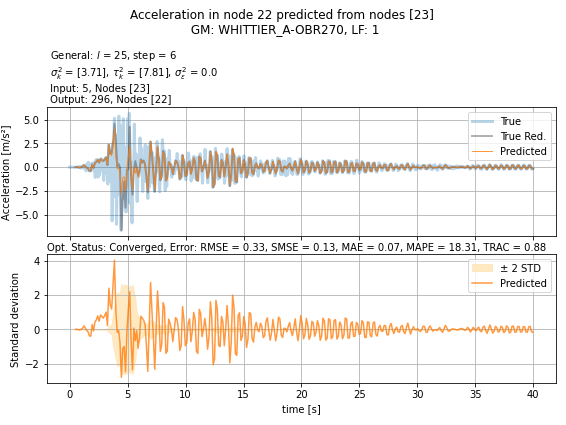 Acceleration in node 22 predicted from nodes [23]
GM: WHITTIER_A-OBR270, LF: 1
General: l = 25, step = 6
σ²ₖ = [3.71], τ²ₖ = [7.81], σ²ε = 0.0
Input: 5, Nodes [23]
Output: 296, Nodes [22]
True
True Red.
Predicted
Acceleration [m/s²]
5.0
2.5
0.0
−2.5
−5.0
Opt. Status: Converged, Error: RMSE = 0.33, SMSE = 0.13, MAE = 0.07, MAPE = 18.31, TRAC = 0.88
± 2 STD
Predicted
Standard deviation
4
2
0
−2
0 5 10 15 20 25 30 35 40
time [s]